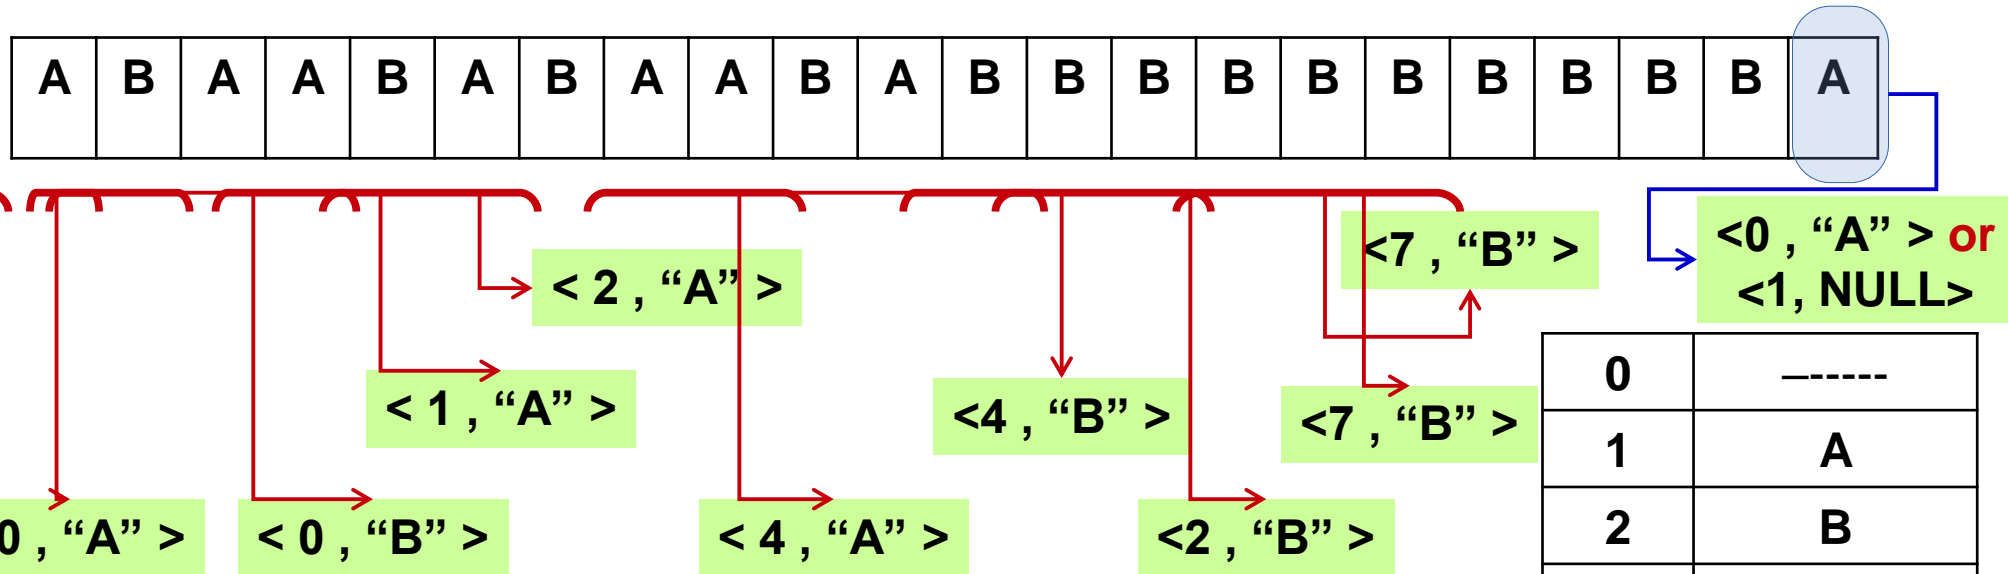 A B A A B A B A A B A B B B B B B B B B B A
<0 , “A” > or
<1, NULL>
<7 , “B” >
< 2 , “A” >
< 1 , “A” >
<4 , “B” >
<7 , “B” >
0 , “A” >
< 0 , “B” >
< 4 , “A” >
<2 , “B” >
0 –-----
1 A
2 B